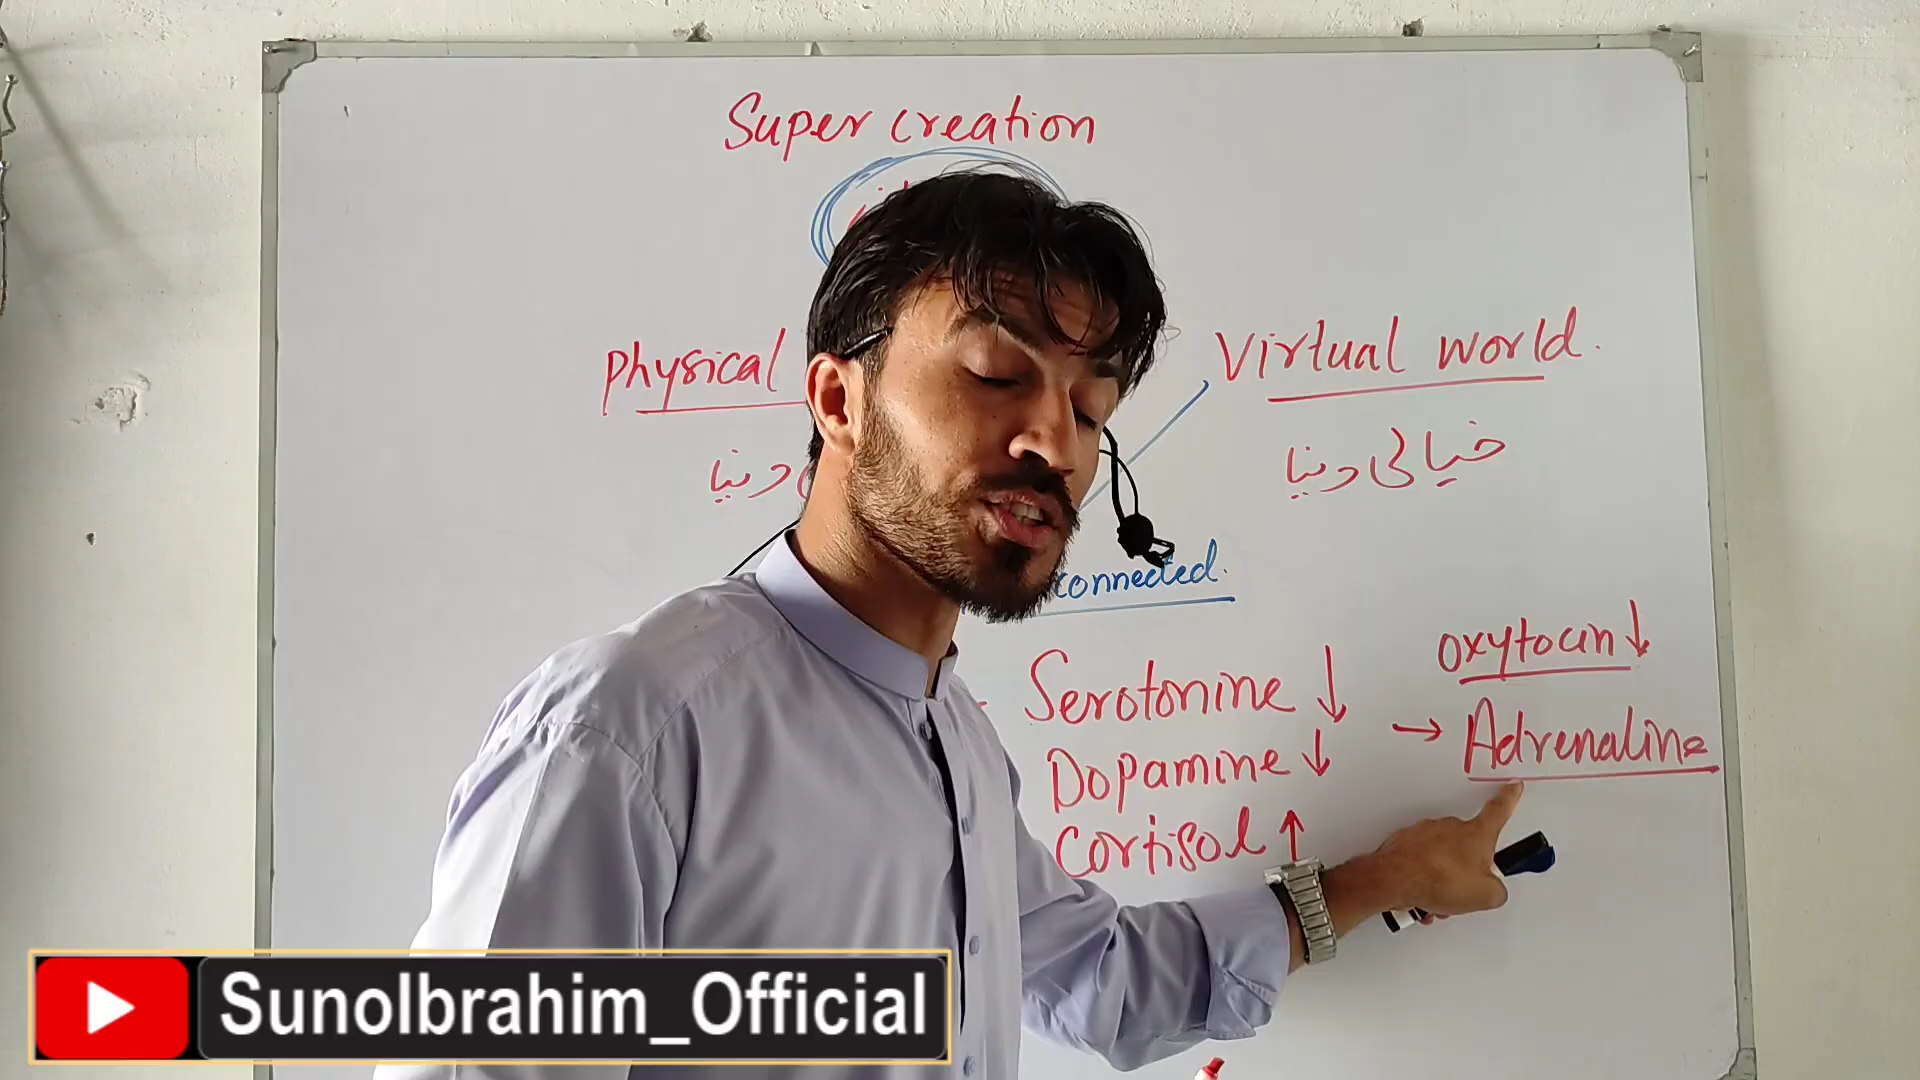 Super creation
Physical
Virtual world.
دنیا
خیالی دنیا
connected.
oxytocin ↓
Serotonine ↓
→ Adrenaline
Dopamine ↓
Cortisol ↑
SunoIbrahim_Official